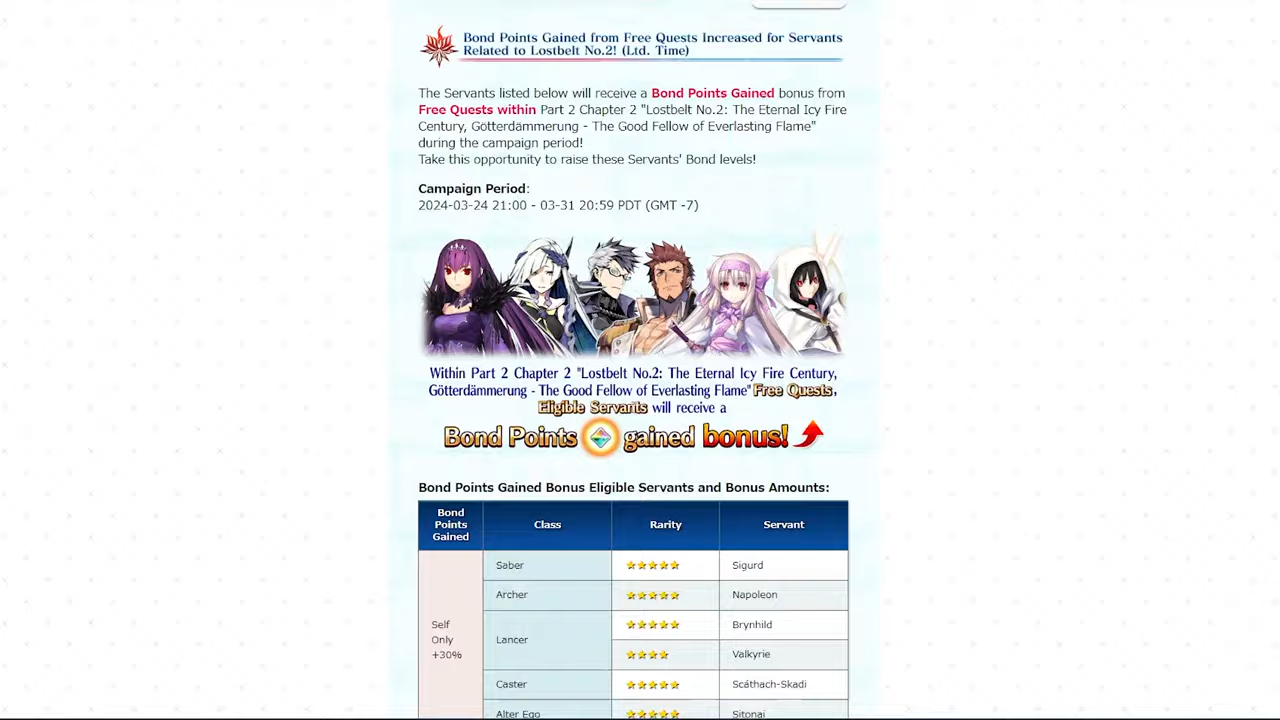 Bond Points Gained from Free Quests Increased for Servants
Related to Lostbelt No.2! (Ltd. Time)
The Servants listed below will receive a Bond Points Gained bonus from
Free Quests within Part 2 Chapter 2 "Lostbelt No.2: The Eternal Icy Fire
Century, Götterdämmerung - The Good Fellow of Everlasting Flame"
during the campaign period!
Take this opportunity to raise these Servants' Bond levels!
Campaign Period:
2024-03-24 21:00 - 03-31 20:59 PDT (GMT -7)
Within Part 2 Chapter 2 "Lostbelt No.2: The Eternal Icy Fire Century,
Götterdämmerung - The Good Fellow of Everlasting Flame" Free Quests,
Eligible Servants will receive a
Bond Points gained bonus!
Bond Points Gained Bonus Eligible Servants and Bonus Amounts:
Bond
Points
Gained
Class
Rarity
Servant
Self
Only
+30%
Saber
★★★★★
Sigurd
Archer
★★★★★
Napoleon
Lancer
★★★★★
Brynhild
★★★★
Valkyrie
Caster
★★★★★
Scáthach-Skadi
Alter Ego
★★★★★
Sitonai